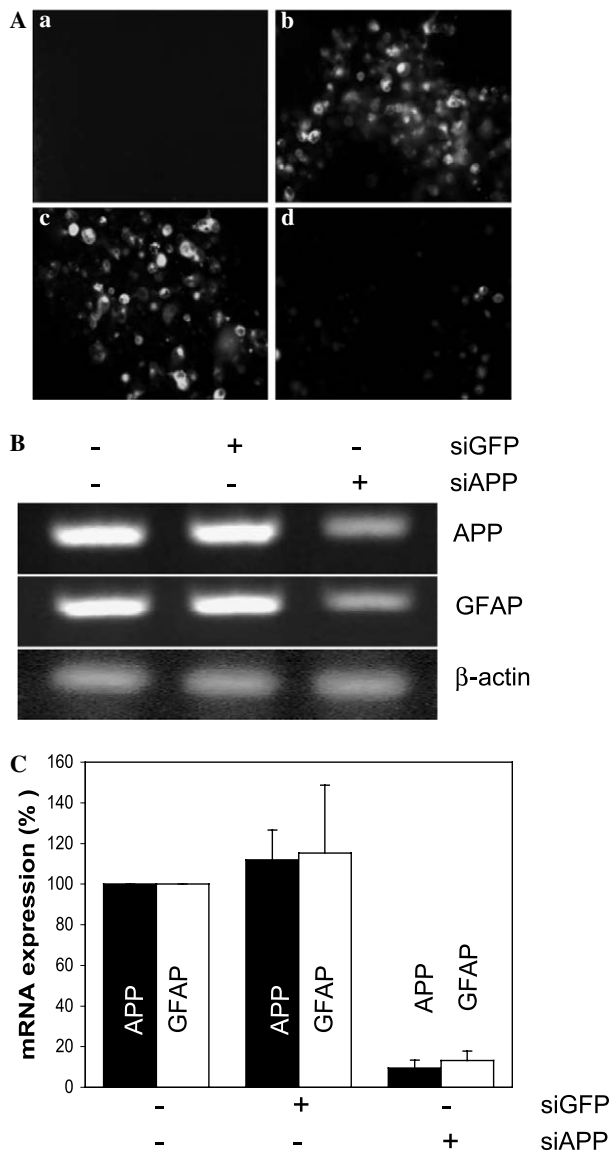 A
a
b
c
d
B
- + - siGFP
- - + siAPP
APP
GFAP
β-actin
C
mRNA expression (%)
160
140
120
100
80
60
40
20
0
APP
GFAP
APP
GFAP
APP
GFAP
- + - siGFP
- - + siAPP